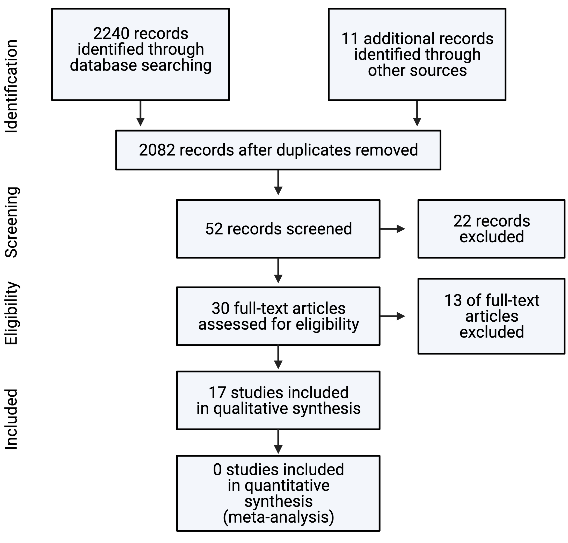 Identification
2240 records
identified through
database searching
11 additional records
identified through
other sources
2082 records after duplicates removed
Screening
52 records screened
22 records
excluded
Eligibility
30 full-text articles
assessed for eligibility
13 of full-text
articles
excluded
Included
17 studies included
in qualitative synthesis
0 studies included
in quantitative
synthesis
(meta-analysis)